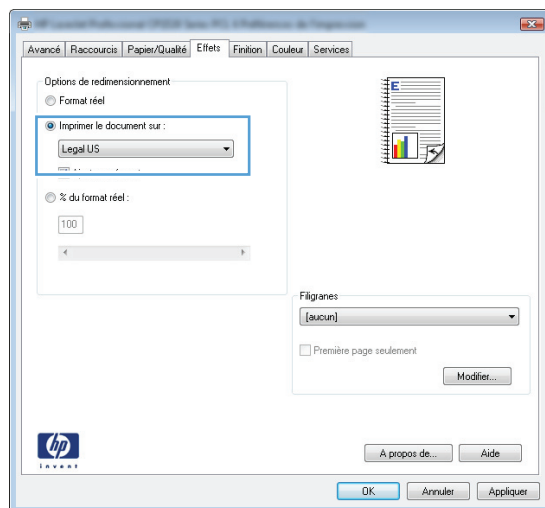 Avancé Raccourcis Papier/Qualité Effets Finition Couleur Services
Options de redimensionnement
Format réel
Imprimer le document sur :
Legal US
% du format réel :
100
E
Filigranes
[aucun]
Première page seulement
Modifier...
hp
invent
A propos de... Aide
OK Annuler Appliquer